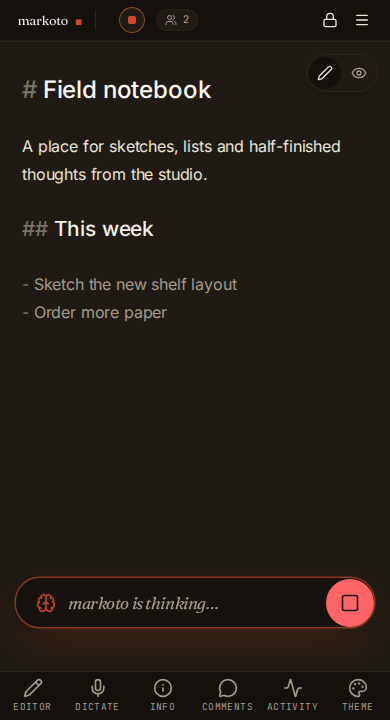 markoto
2
# Field notebook
A place for sketches, lists and half-finished
thoughts from the studio.
## This week
- Sketch the new shelf layout
- Order more paper
markoto is thinking...
EDITOR DICTATE INFO COMMENTS ACTIVITY THEME